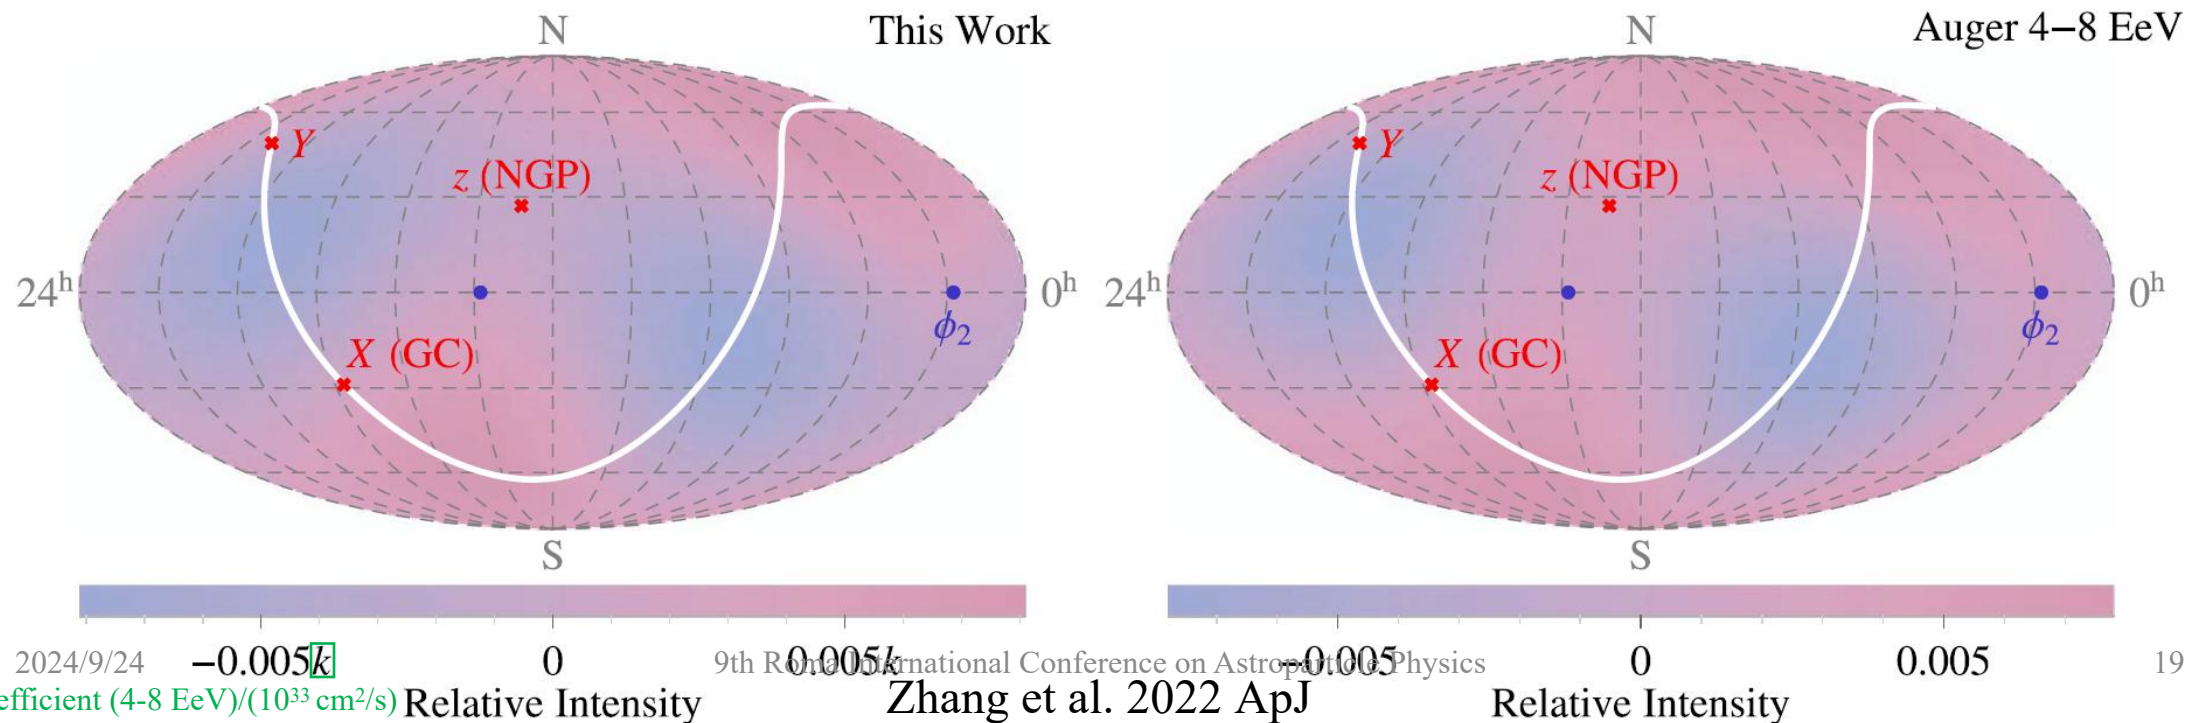 N
This Work
N
Auger 4–8 EeV
Y
Y
z (NGP)
z (NGP)
24h
0h
24h
0h
ϕ2
ϕ2
X (GC)
X (GC)
S
S
2024/9/24
−0.005k
0
0.005k
9th Roma International Conference on Astroparticle Physics
−0.005
0
0.005
19
efficient (4-8 EeV)/(10³³ cm²/s)
Relative Intensity
Zhang et al. 2022 ApJ
Relative Intensity